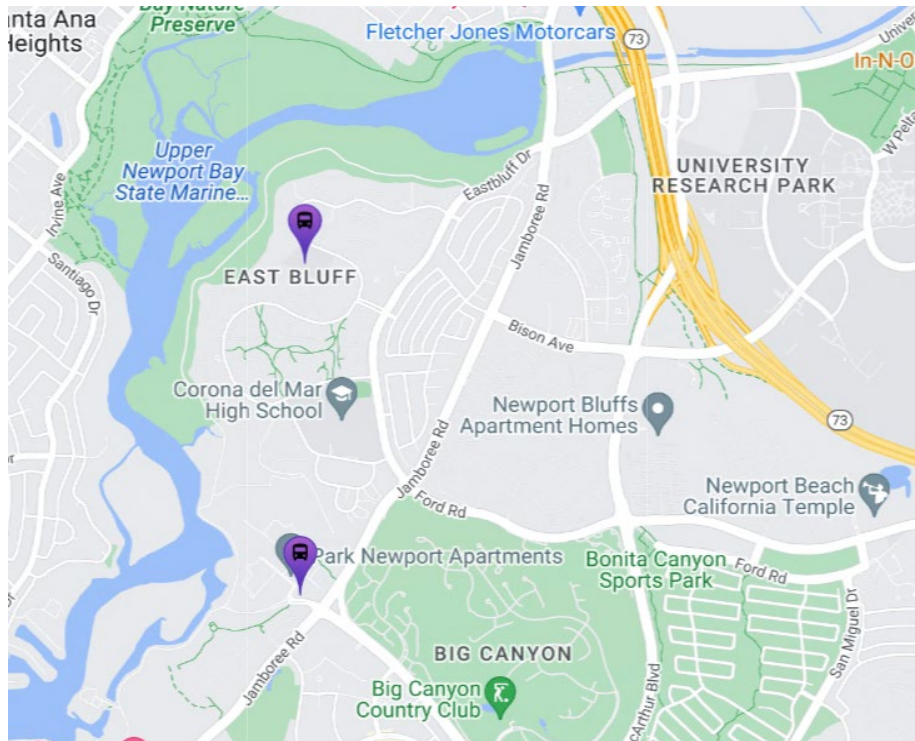 Bay Nature
Preserve
anta Ana
Heights
Fletcher Jones Motorcars
73
Univer
In-N-O
W Pelta
Upper
Newport Bay
State Marine...
Irvine Ave
Eastbluff Dr
UNIVERSITY
RESEARCH PARK
Jamboree Rd
Santiago Dr
EAST BLUFF
Bison Ave
Corona del Mar
High School
Newport Bluffs
Apartment Homes
73
Jamboree Rd
Newport Beach
California Temple
Ford Rd
Park Newport Apartments
Bonita Canyon
Sports Park
Ford Rd
San Miguel Dr
Jamboree Rd
BIG CANYON
Big Canyon
Country Club
cArthur Blvd